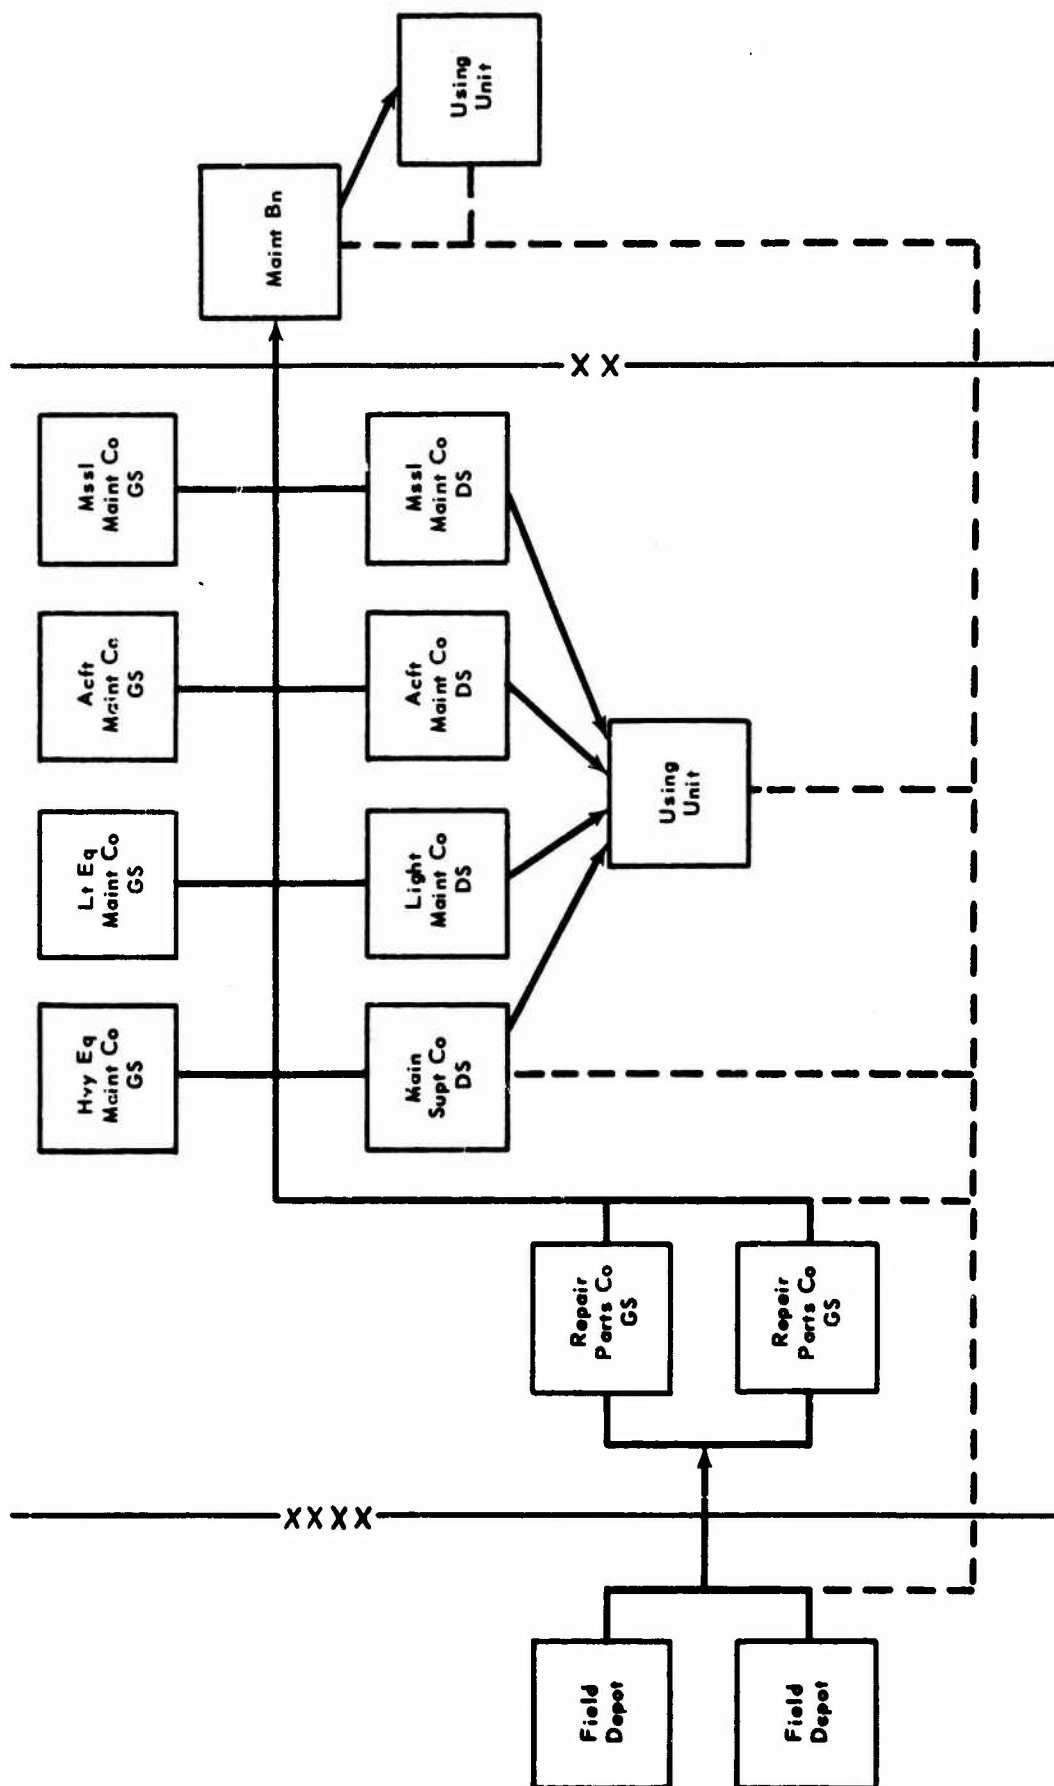 Hvy Eq
Maint Co
GS
Lt Eq
Maint Co
GS
Acft
Maint Co
GS
Mssl
Maint Co
GS
Maint Bn
XXXX
Main
Supt Co
DS
Light
Maint Co
DS
Acft
Maint Co
DS
Mssl
Maint Co
DS
Using
Unit
Field
Depot
Repair
Parts Co
GS
XX
Using
Unit
Field
Depot
Repair
Parts Co
GS